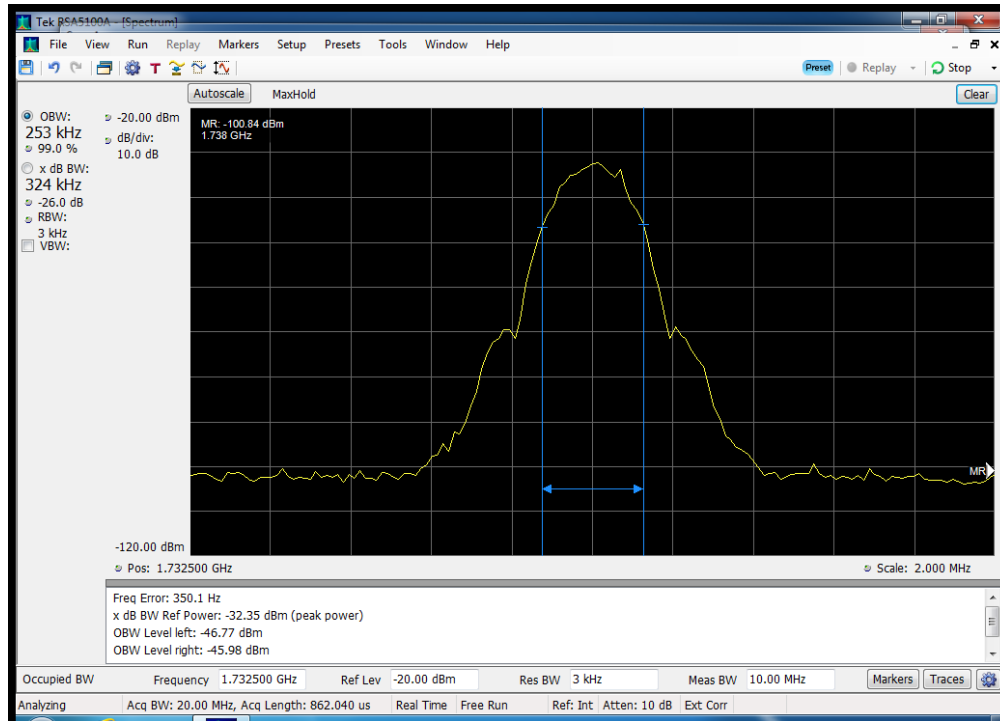 Tek RSA5100A - [Spectrum]
File View Run Replay Markers Setup Presets Tools Window Help
T Preset Replay Stop
Autoscale MaxHold Clear
OBW:
253 kHz
99.0 %
x dB BW:
324 kHz
-26.0 dB
RBW:
3 kHz
VBW:
-20.00 dBm
dB/div:
10.0 dB
MR: -100.84 dBm
1.738 GHz
MR
-120.00 dBm
Pos: 1.732500 GHz Scale: 2.000 MHz
Freq Error: 350.1 Hz
x dB BW Ref Power: -32.35 dBm (peak power)
OBW Level left: -46.77 dBm
OBW Level right: -45.98 dBm
Occupied BW Frequency 1.732500 GHz Ref Lev -20.00 dBm Res BW 3 kHz Meas BW 10.00 MHz Markers Traces
Analyzing Acq BW: 20.00 MHz, Acq Length: 862.040 us Real Time Free Run Ref: Int Atten: 10 dB Ext Corr